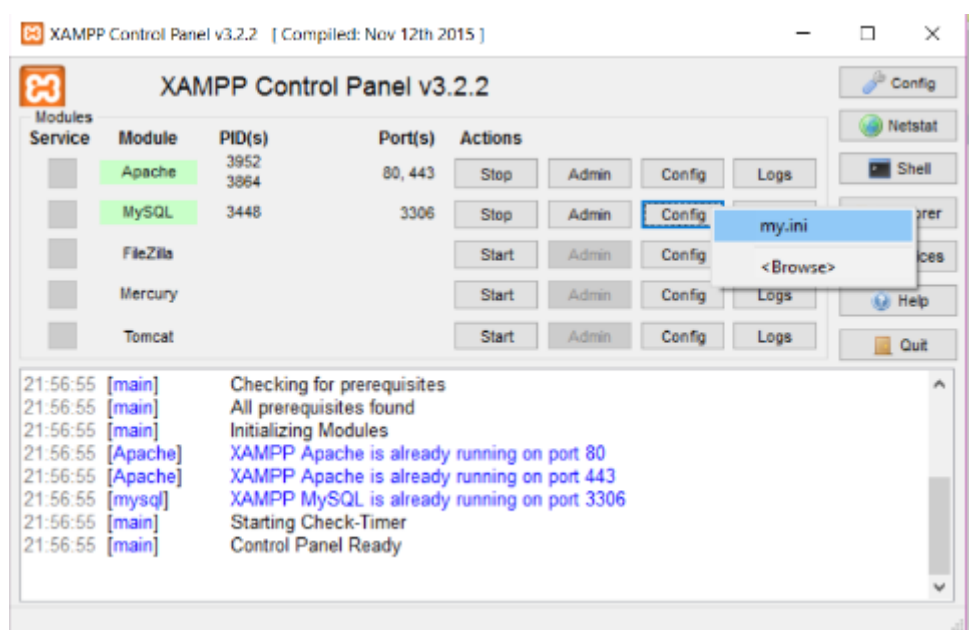 XAMPP Control Panel v3.2.2 [ Compiled: Nov 12th 2015 ]
XAMPP Control Panel v3.2.2
Config
Modules
Service Module PID(s) Port(s) Actions
Netstat
Apache 3952 3864 80, 443 Stop Admin Config Logs
Shell
MySQL 3448 3306 Stop Admin Config
my.ini
<Browse>
FileZilla Start Admin Config
Mercury Start Admin Config Logs
Help
Tomcat Start Admin Config Logs
Quit
21:56:55 [main] Checking for prerequisites
21:56:55 [main] All prerequisites found
21:56:55 [main] Initializing Modules
21:56:55 [Apache] XAMPP Apache is already running on port 80
21:56:55 [Apache] XAMPP Apache is already running on port 443
21:56:55 [mysql] XAMPP MySQL is already running on port 3306
21:56:55 [main] Starting Check-Timer
21:56:55 [main] Control Panel Ready